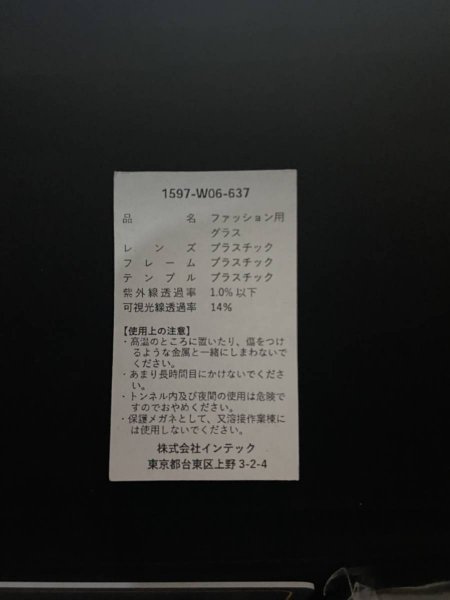 1597-W06-637
品名 ファッション用
グラス
レンズ プラスチック
フレーム プラスチック
テンプル プラスチック
紫外線透過率 1.0%以下
可視光線透過率 14%
【使用上の注意】
・高温のところに置いたり、傷をつけ
るような金属と一緒にしまわないで
ください。
・あまり長時間目にかけないでくださ
い。
・トンネル内及び夜間の使用は危険で
すのでおやめください。
・保護メガネとして、又溶接作業様に
は使用しないでください。
株式会社インテック
東京都台東区上野3-2-4